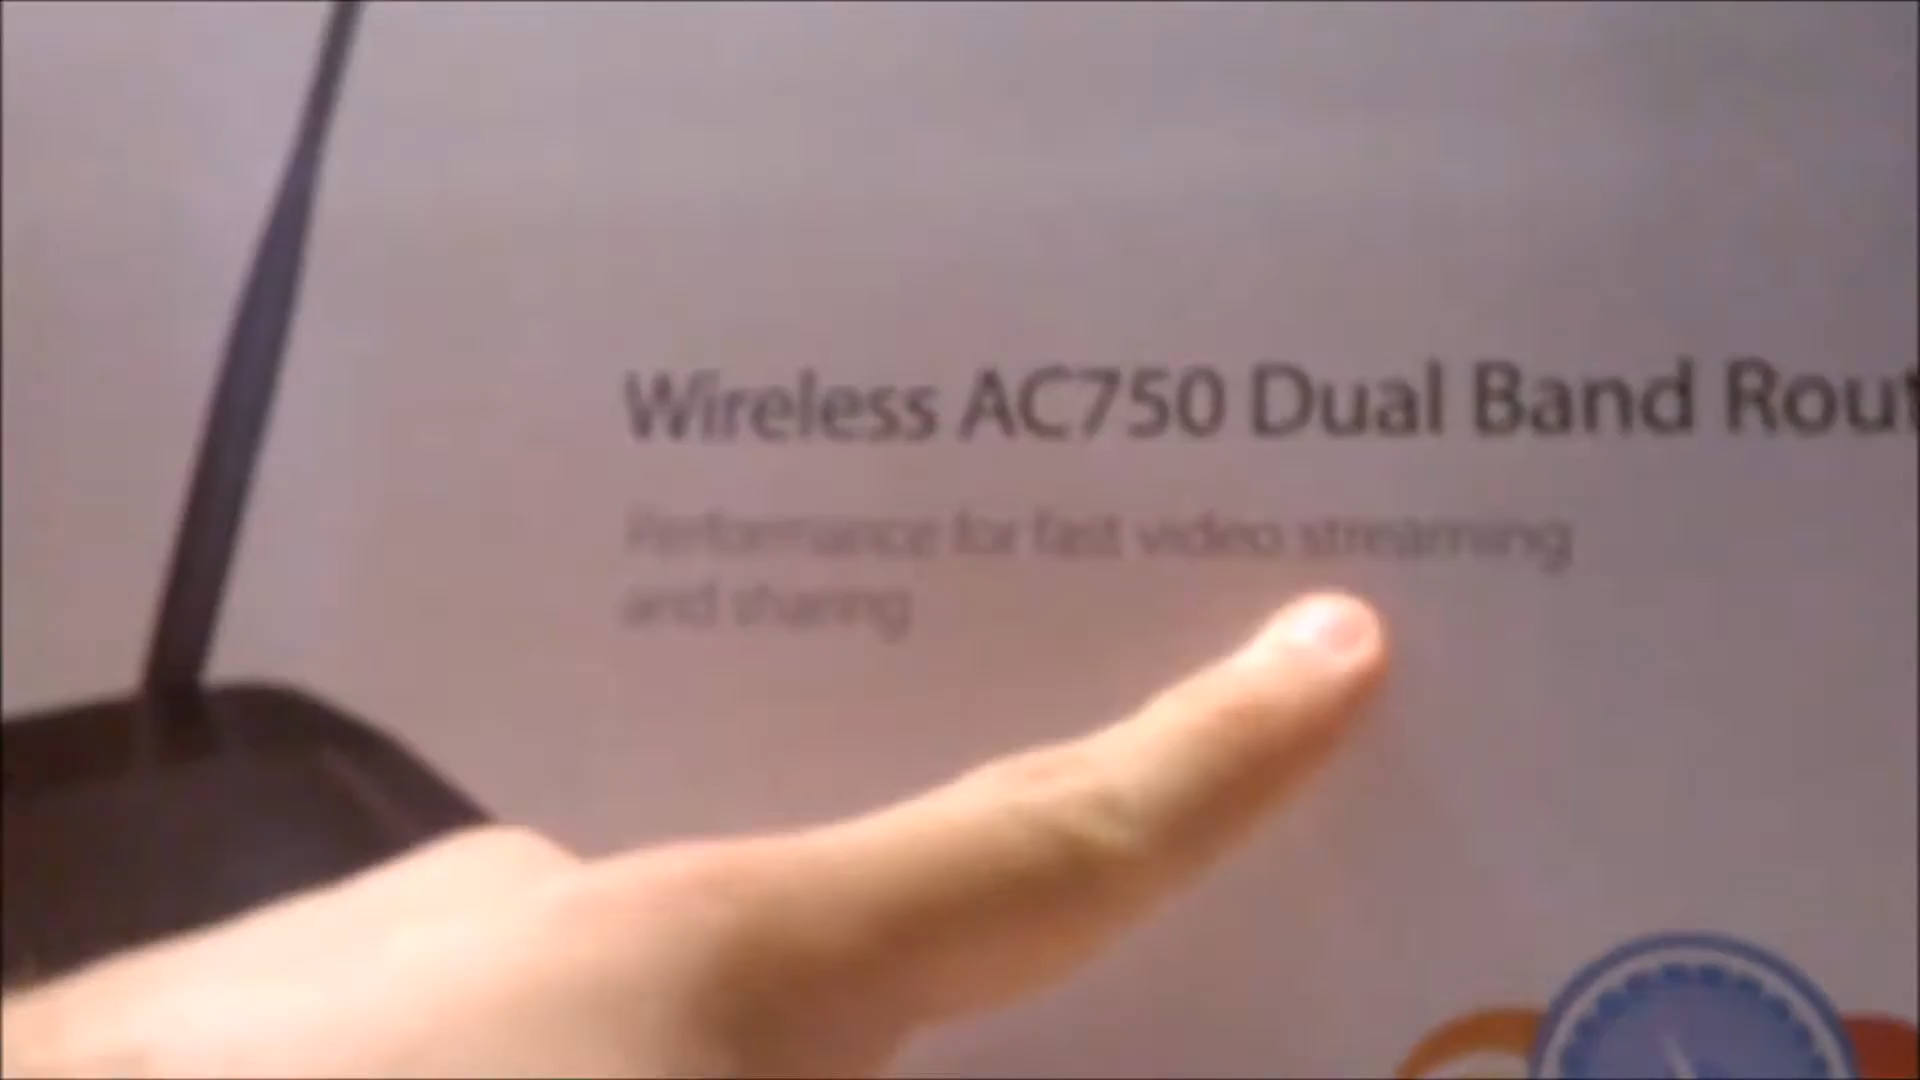 Wireless AC750 Dual Band Rout
Performance for fast video streaming
and sharing